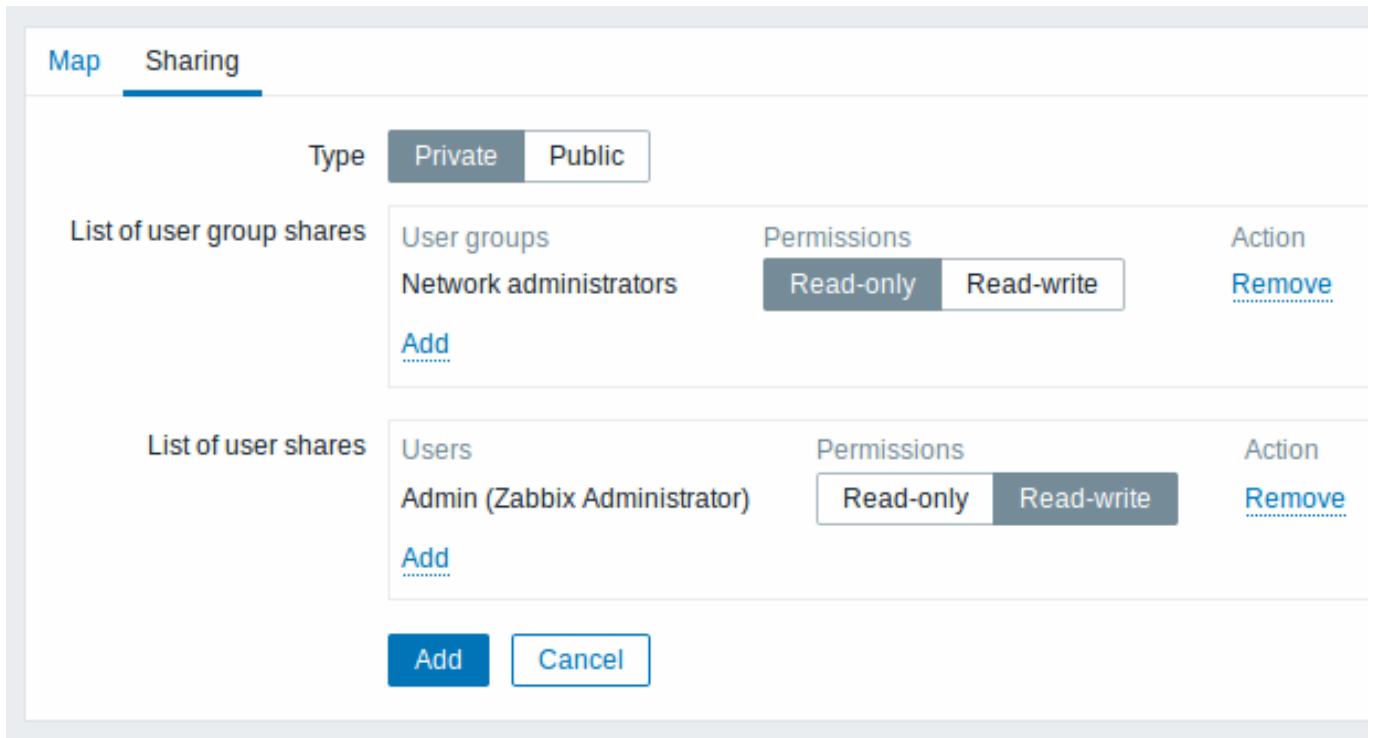 Map Sharing
Type Private Public
List of user group shares User groups Permissions Action
Network administrators Read-only Read-write Remove
Add
List of user shares Users Permissions Action
Admin (Zabbix Administrator) Read-only Read-write Remove
Add
Add Cancel